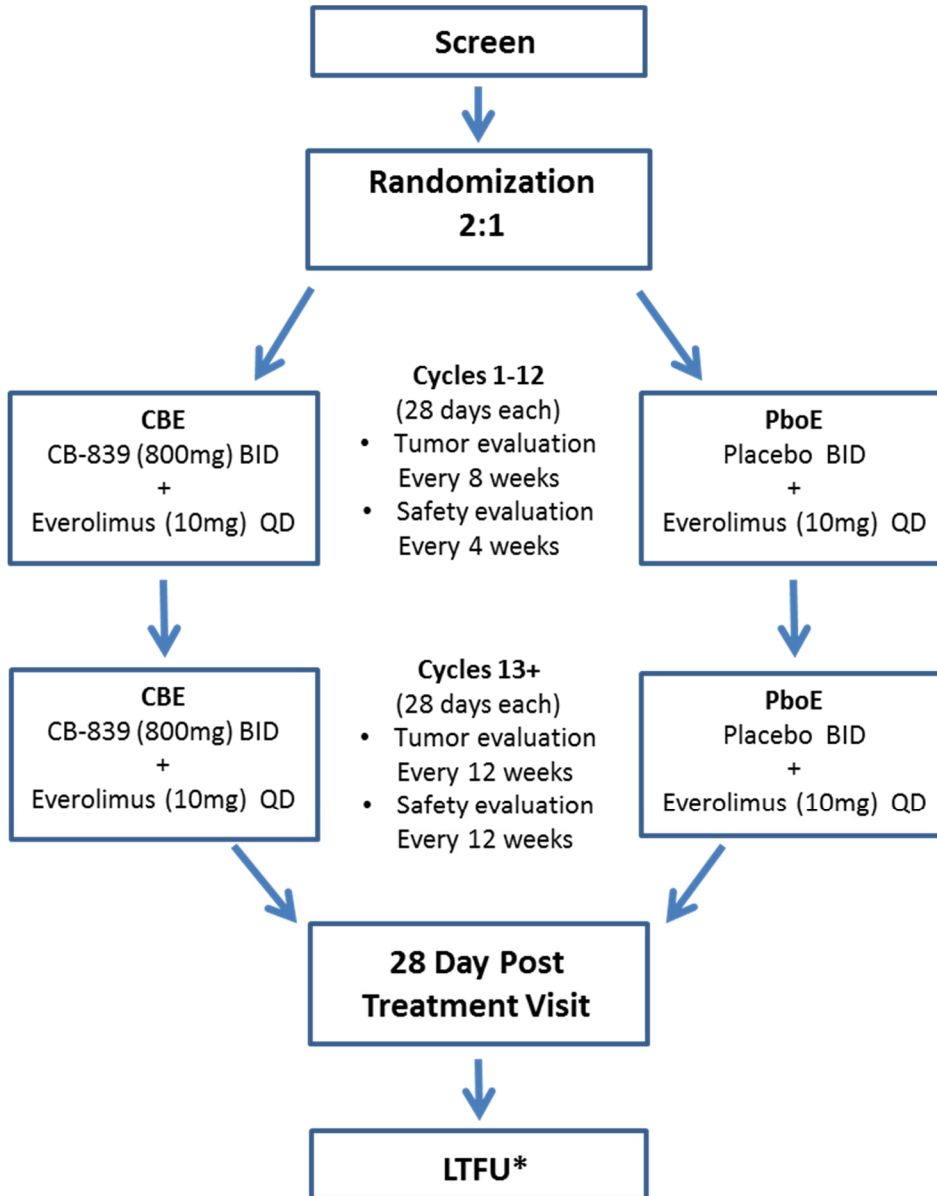 Screen
Randomization
2:1
CBE
CB-839 (800mg) BID
+
Everolimus (10mg) QD
Cycles 1-12
(28 days each)
• Tumor evaluation
Every 8 weeks
• Safety evaluation
Every 4 weeks
PboE
Placebo BID
+
Everolimus (10mg) QD
CBE
CB-839 (800mg) BID
+
Everolimus (10mg) QD
Cycles 13+
(28 days each)
• Tumor evaluation
Every 12 weeks
• Safety evaluation
Every 12 weeks
PboE
Placebo BID
+
Everolimus (10mg) QD
28 Day Post
Treatment Visit
LTFU*